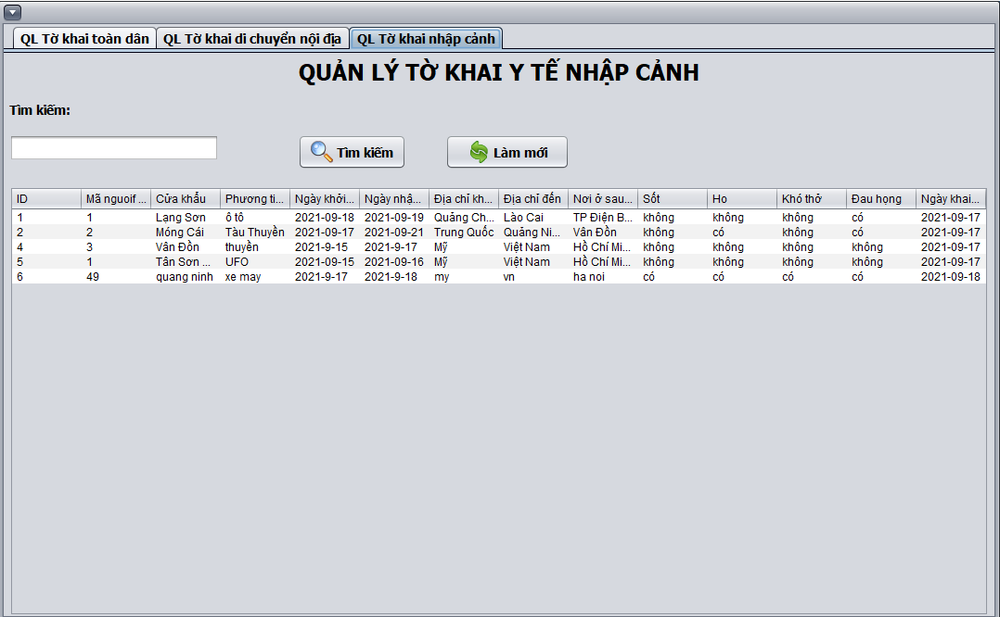 QL Tờ khai toàn dân QL Tờ khai di chuyển nội địa QL Tờ khai nhập cảnh
QUẢN LÝ TỜ KHAI Y TẾ NHẬP CẢNH
Tìm kiếm:
Tìm kiếm Làm mới
ID Mã nguoif ... Cửa khẩu Phương ti... Ngày khởi... Ngày nhậ... Địa chỉ kh... Địa chỉ đến Nơi ở sau... Sốt Ho Khó thở Đau họng Ngày khai...
1 1 Lạng Sơn ô tô 2021-09-18 2021-09-19 Quảng Ch... Lào Cai TP Điện B... không không không có 2021-09-17
2 2 Móng Cái Tàu Thuyền 2021-09-17 2021-09-21 Trung Quốc Quảng Ni... Vân Đồn không có không có 2021-09-17
4 3 Vân Đồn thuyền 2021-9-15 2021-9-17 Mỹ Việt Nam Hồ Chí Mi... không không không không 2021-09-17
5 1 Tân Sơn ... UFO 2021-09-15 2021-09-16 Mỹ Việt Nam Hồ Chí Mi... không không không không 2021-09-17
6 49 quang ninh xe may 2021-9-17 2021-9-18 my vn ha noi có có có có 2021-09-18